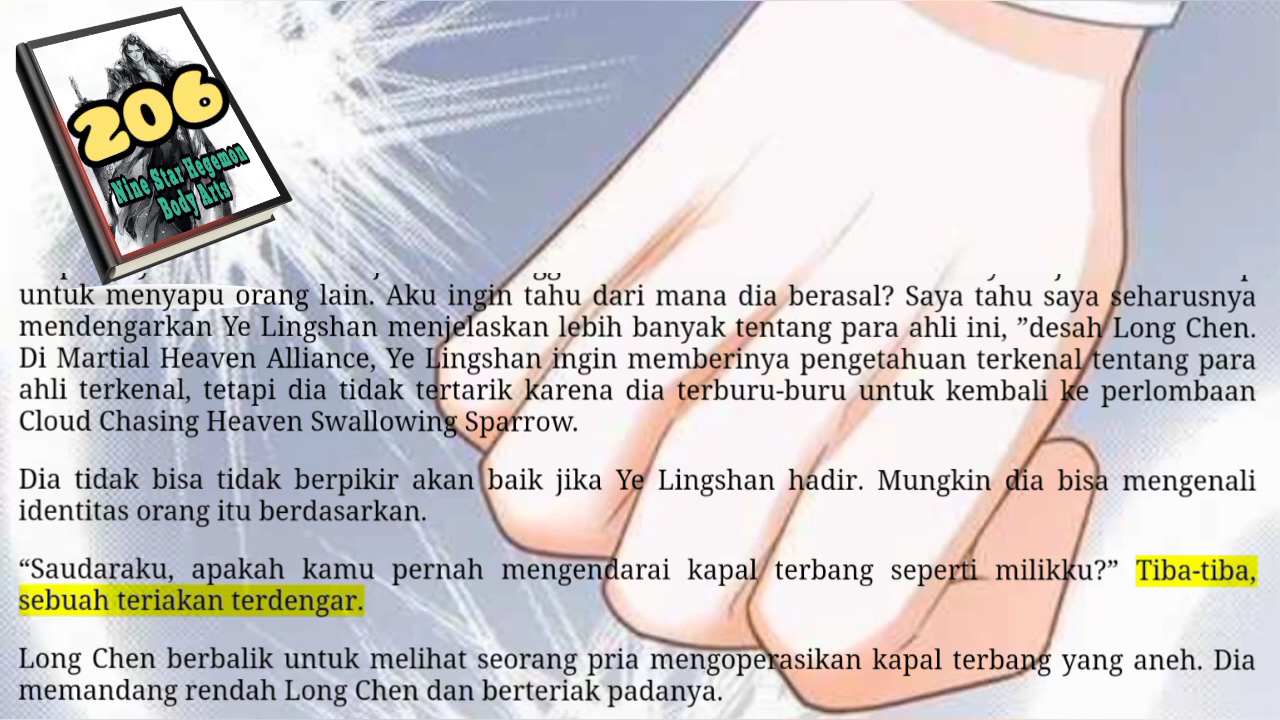 206
Nine Star Hegemon
Body Arts
untuk menyapu orang lain. Aku ingin tahu dari mana dia berasal? Saya tahu saya seharusnya
mendengarkan Ye Lingshan menjelaskan lebih banyak tentang para ahli ini, ”desah Long Chen.
Di Martial Heaven Alliance, Ye Lingshan ingin memberinya pengetahuan terkenal tentang para
ahli terkenal, tetapi dia tidak tertarik karena dia terburu-buru untuk kembali ke perlombaan
Cloud Chasing Heaven Swallowing Sparrow.
Dia tidak bisa tidak berpikir akan baik jika Ye Lingshan hadir. Mungkin dia bisa mengenali
identitas orang itu berdasarkan.
“Saudaraku, apakah kamu pernah mengendarai kapal terbang seperti milikku?” Tiba-tiba,
sebuah teriakan terdengar.
Long Chen berbalik untuk melihat seorang pria mengoperasikan kapal terbang yang aneh. Dia
memandang rendah Long Chen dan berteriak padanya.